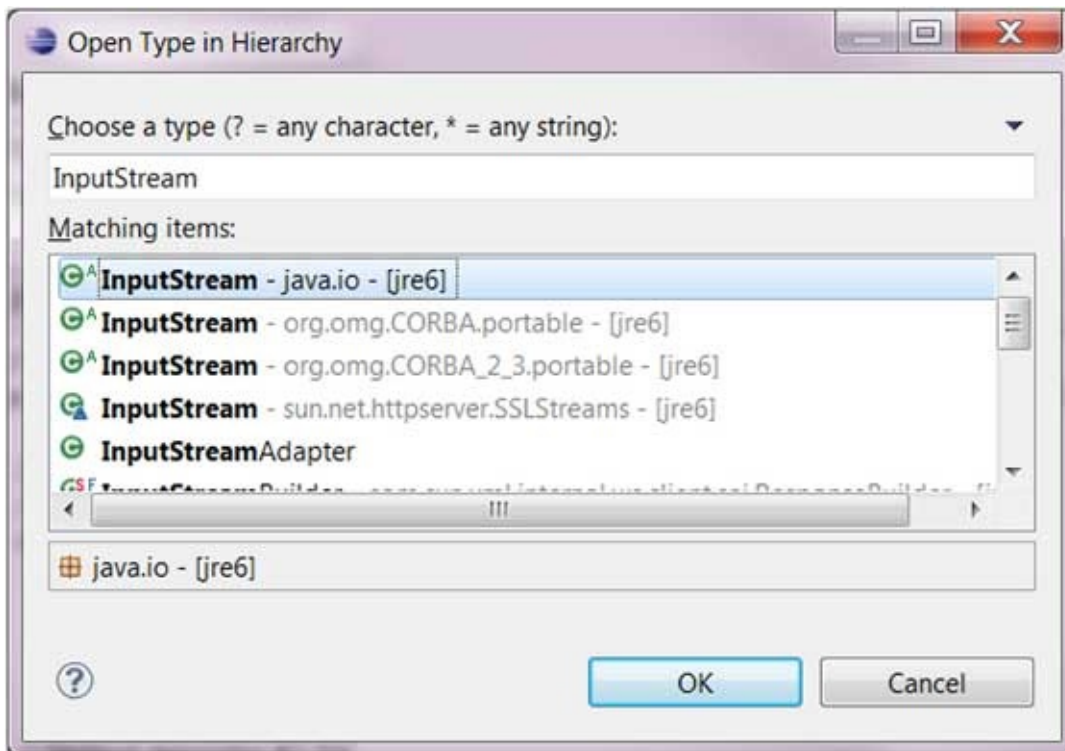 Open Type in Hierarchy
Choose a type (? = any character, * = any string):
InputStream
Matching items:
InputStream - java.io - [jre6]
InputStream - org.omg.CORBA.portable - [jre6]
InputStream - org.omg.CORBA_2_3.portable - [jre6]
InputStream - sun.net.httpserver.SSLStreams - [jre6]
InputStreamAdapter
java.io - [jre6]
OK Cancel